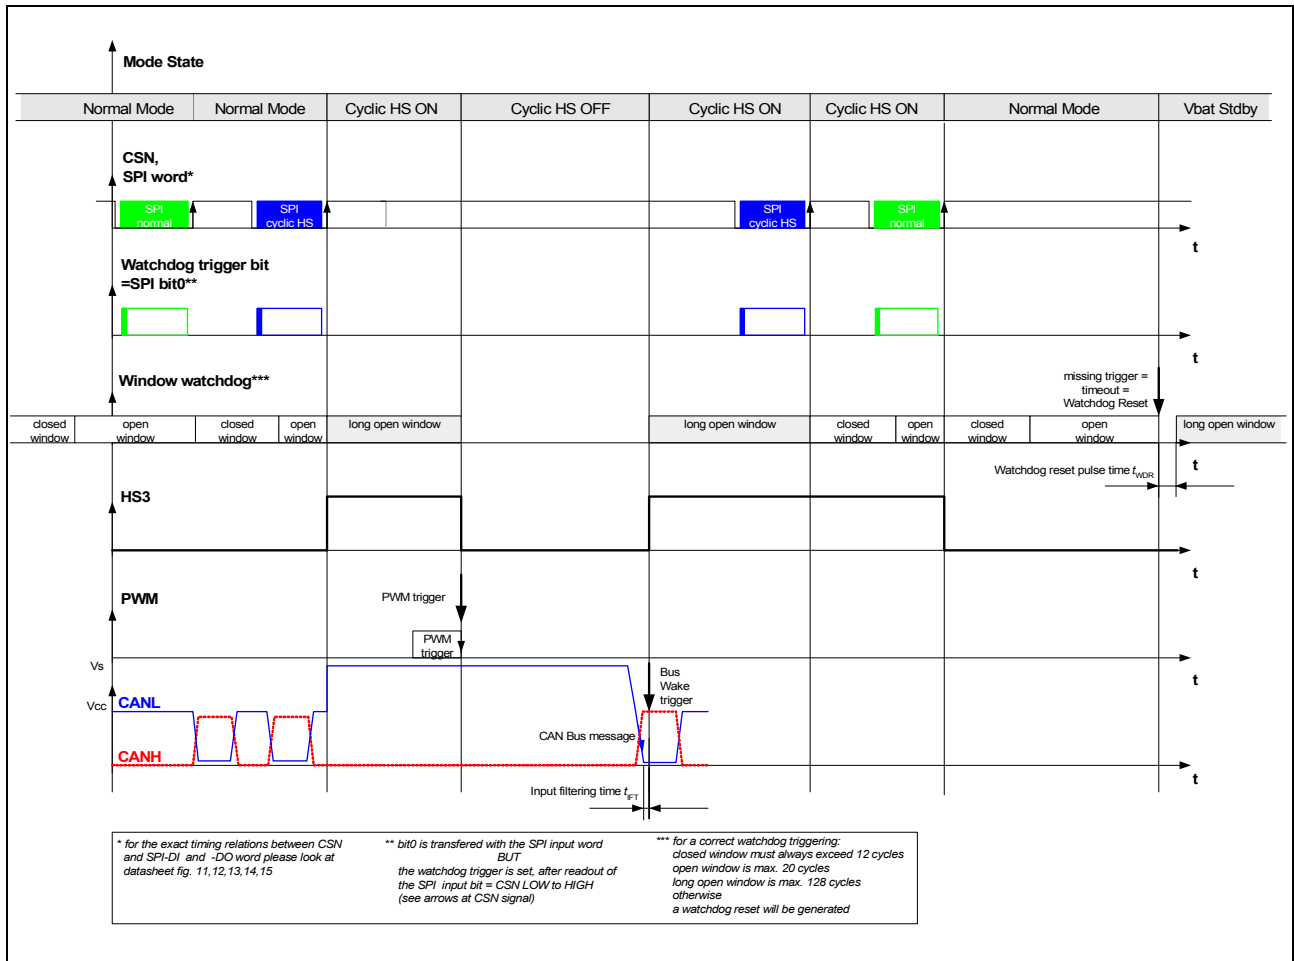 Mode State
Normal Mode
Normal Mode
Cyclic HS ON
Cyclic HS OFF
Cyclic HS ON
Cyclic HS ON
Normal Mode
Vbat Stdby
CSN,
SPI word*
SPI
normal
SPI
cyclic HS
SPI
cyclic HS
SPI
normal
t
Watchdog trigger bit
=SPI bit0**
t
Window watchdog***
missing trigger =
timeout =
Watchdog Reset
closed
window
open
window
closed
window
open
window
long open window
long open window
closed
window
open
window
closed
window
open
window
long open window
t
Watchdog reset pulse time tWDR
HS3
t
PWM
PWM trigger
PWM
trigger
t
Vs
Vcc
CANL
CANH
Bus
Wake
trigger
CAN Bus message
t
Input filtering time tIFT
* for the exact timing relations between CSN
and SPI-DI and -DO word please look at
datasheet fig. 11,12,13,14,15
** bit0 is transfered with the SPI input word
BUT
the watchdog trigger is set, after readout of
the SPI input bit = CSN LOW to HIGH
(see arrows at CSN signal)
*** for a correct watchdog triggering:
closed window must always exceed 12 cycles
open window is max. 20 cycles
long open window is max. 128 cycles
otherwise
a watchdog reset will be generated